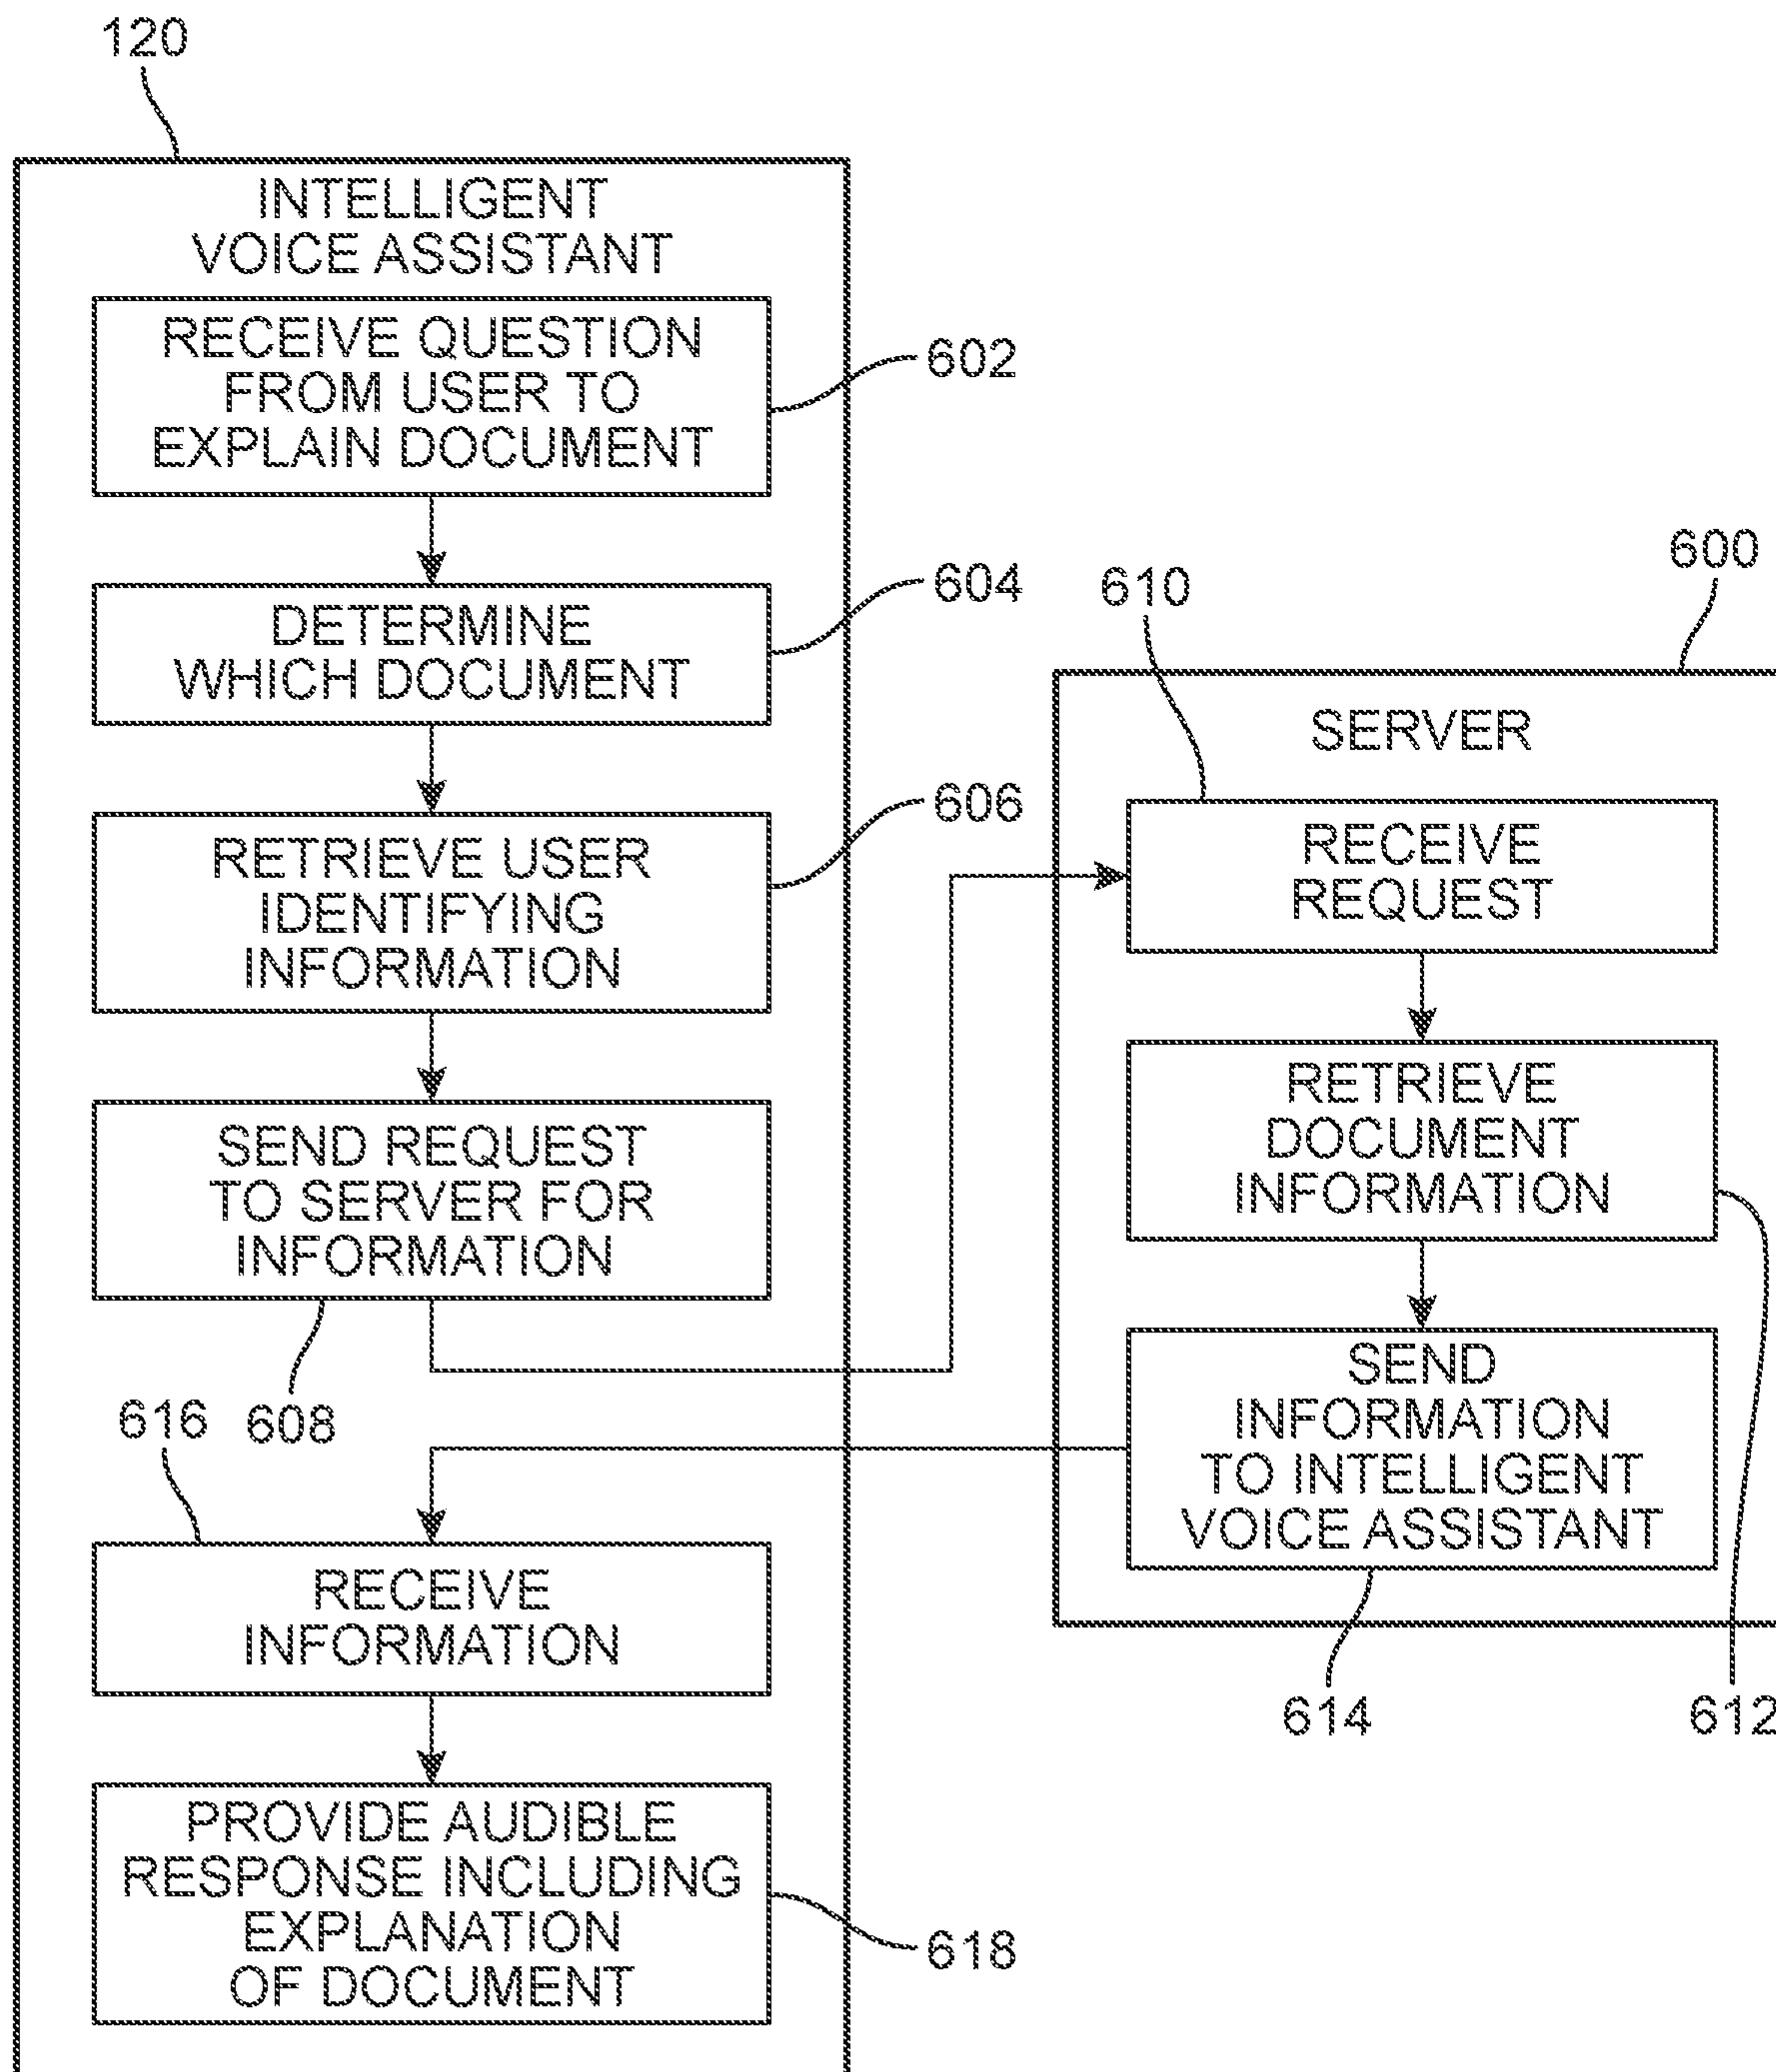 120
INTELLIGENT
VOICE ASSISTANT
RECEIVE QUESTION
FROM USER TO
EXPLAIN DOCUMENT
602
DETERMINE
WHICH DOCUMENT
604
RETRIEVE USER
IDENTIFYING
INFORMATION
606
SEND REQUEST
TO SERVER FOR
INFORMATION
608
600
SERVER
610
RECEIVE
REQUEST
RETRIEVE
DOCUMENT
INFORMATION
612
SEND
INFORMATION
TO INTELLIGENT
VOICE ASSISTANT
614
616
RECEIVE
INFORMATION
PROVIDE AUDIBLE
RESPONSE INCLUDING
EXPLANATION
OF DOCUMENT
618